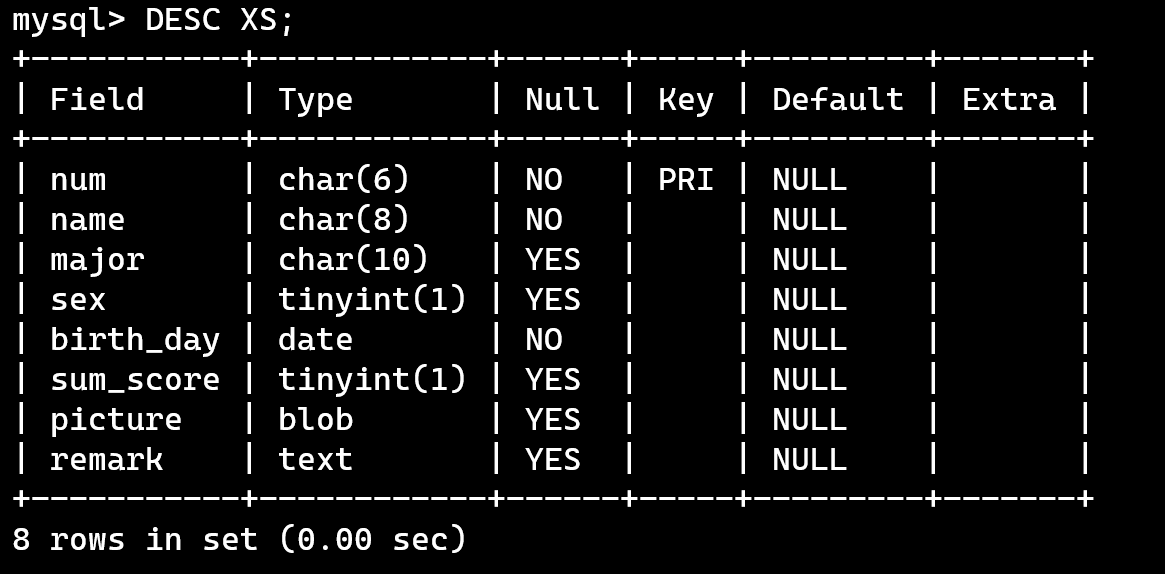 mysql> DESC XS;
+-----------+------------+------+-----+---------+-------+
| Field     | Type       | Null | Key | Default | Extra |
+-----------+------------+------+-----+---------+-------+
| num       | char(6)    | NO   | PRI | NULL    |       |
| name      | char(8)    | NO   |     | NULL    |       |
| major     | char(10)   | YES  |     | NULL    |       |
| sex       | tinyint(1) | YES  |     | NULL    |       |
| birth_day | date       | NO   |     | NULL    |       |
| sum_score | tinyint(1) | YES  |     | NULL    |       |
| picture   | blob       | YES  |     | NULL    |       |
| remark    | text       | YES  |     | NULL    |       |
+-----------+------------+------+-----+---------+-------+
8 rows in set (0.00 sec)